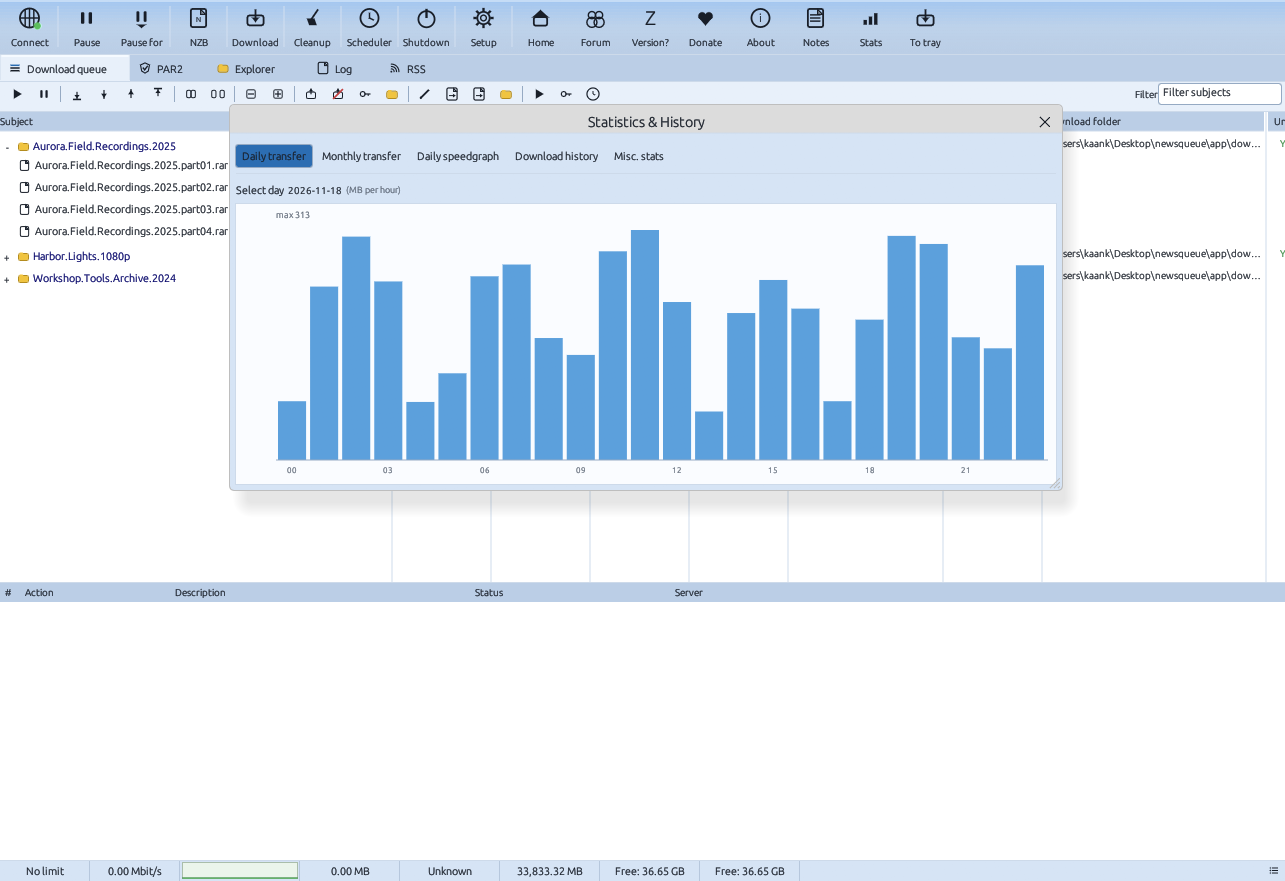 Connect Pause Pause for NZB Download Cleanup Scheduler Shutdown Setup Home Forum Version? Donate About Notes Stats To tray
Download queue PAR2 Explorer Log RSS
Filter Filter subjects
Subject
nload folder
Un
Statistics & History
Daily transfer Monthly transfer Daily speedgraph Download history Misc. stats
Select day 2026-11-18 (MB per hour)
max 313
00 03 06 09 12 15 18 21
- Aurora.Field.Recordings.2025
sers\kaank\Desktop\newsqueue\app\dow...
Y
Aurora.Field.Recordings.2025.part01.rar
Aurora.Field.Recordings.2025.part02.rar
Aurora.Field.Recordings.2025.part03.rar
Aurora.Field.Recordings.2025.part04.rar
+ Harbor.Lights.1080p
sers\kaank\Desktop\newsqueue\app\dow...
Y
+ Workshop.Tools.Archive.2024
sers\kaank\Desktop\newsqueue\app\dow...
# Action Description Status Server
No limit 0.00 Mbit/s 0.00 MB Unknown 33,833.32 MB Free: 36.65 GB Free: 36.65 GB